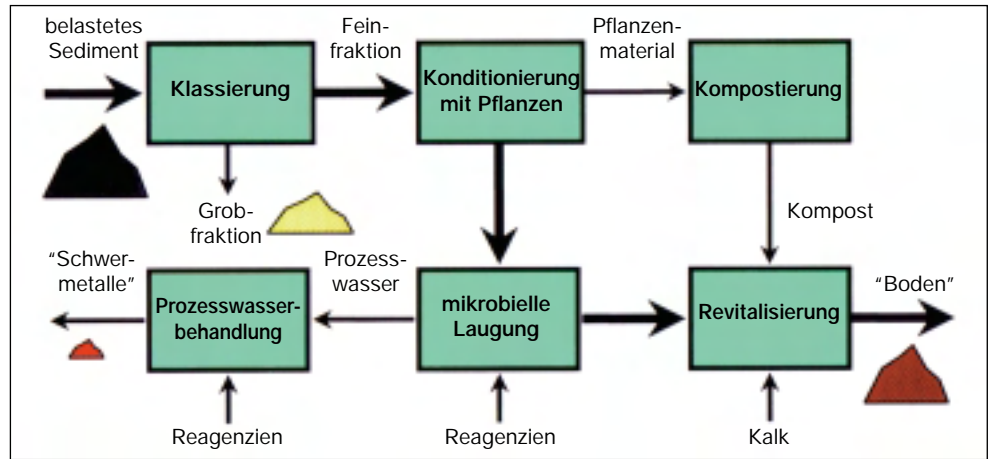 belastetes
Sediment
Klassierung
Fein-
fraktion
Konditionierung
mit Pflanzen
Pflanzen-
material
Kompostierung
Grob-
fraktion
Kompost
"Schwer-
metalle"
Prozesswasser-
behandlung
Prozess-
wasser
mikrobielle
Laugung
Revitalisierung
"Boden"
Reagenzien
Reagenzien
Kalk